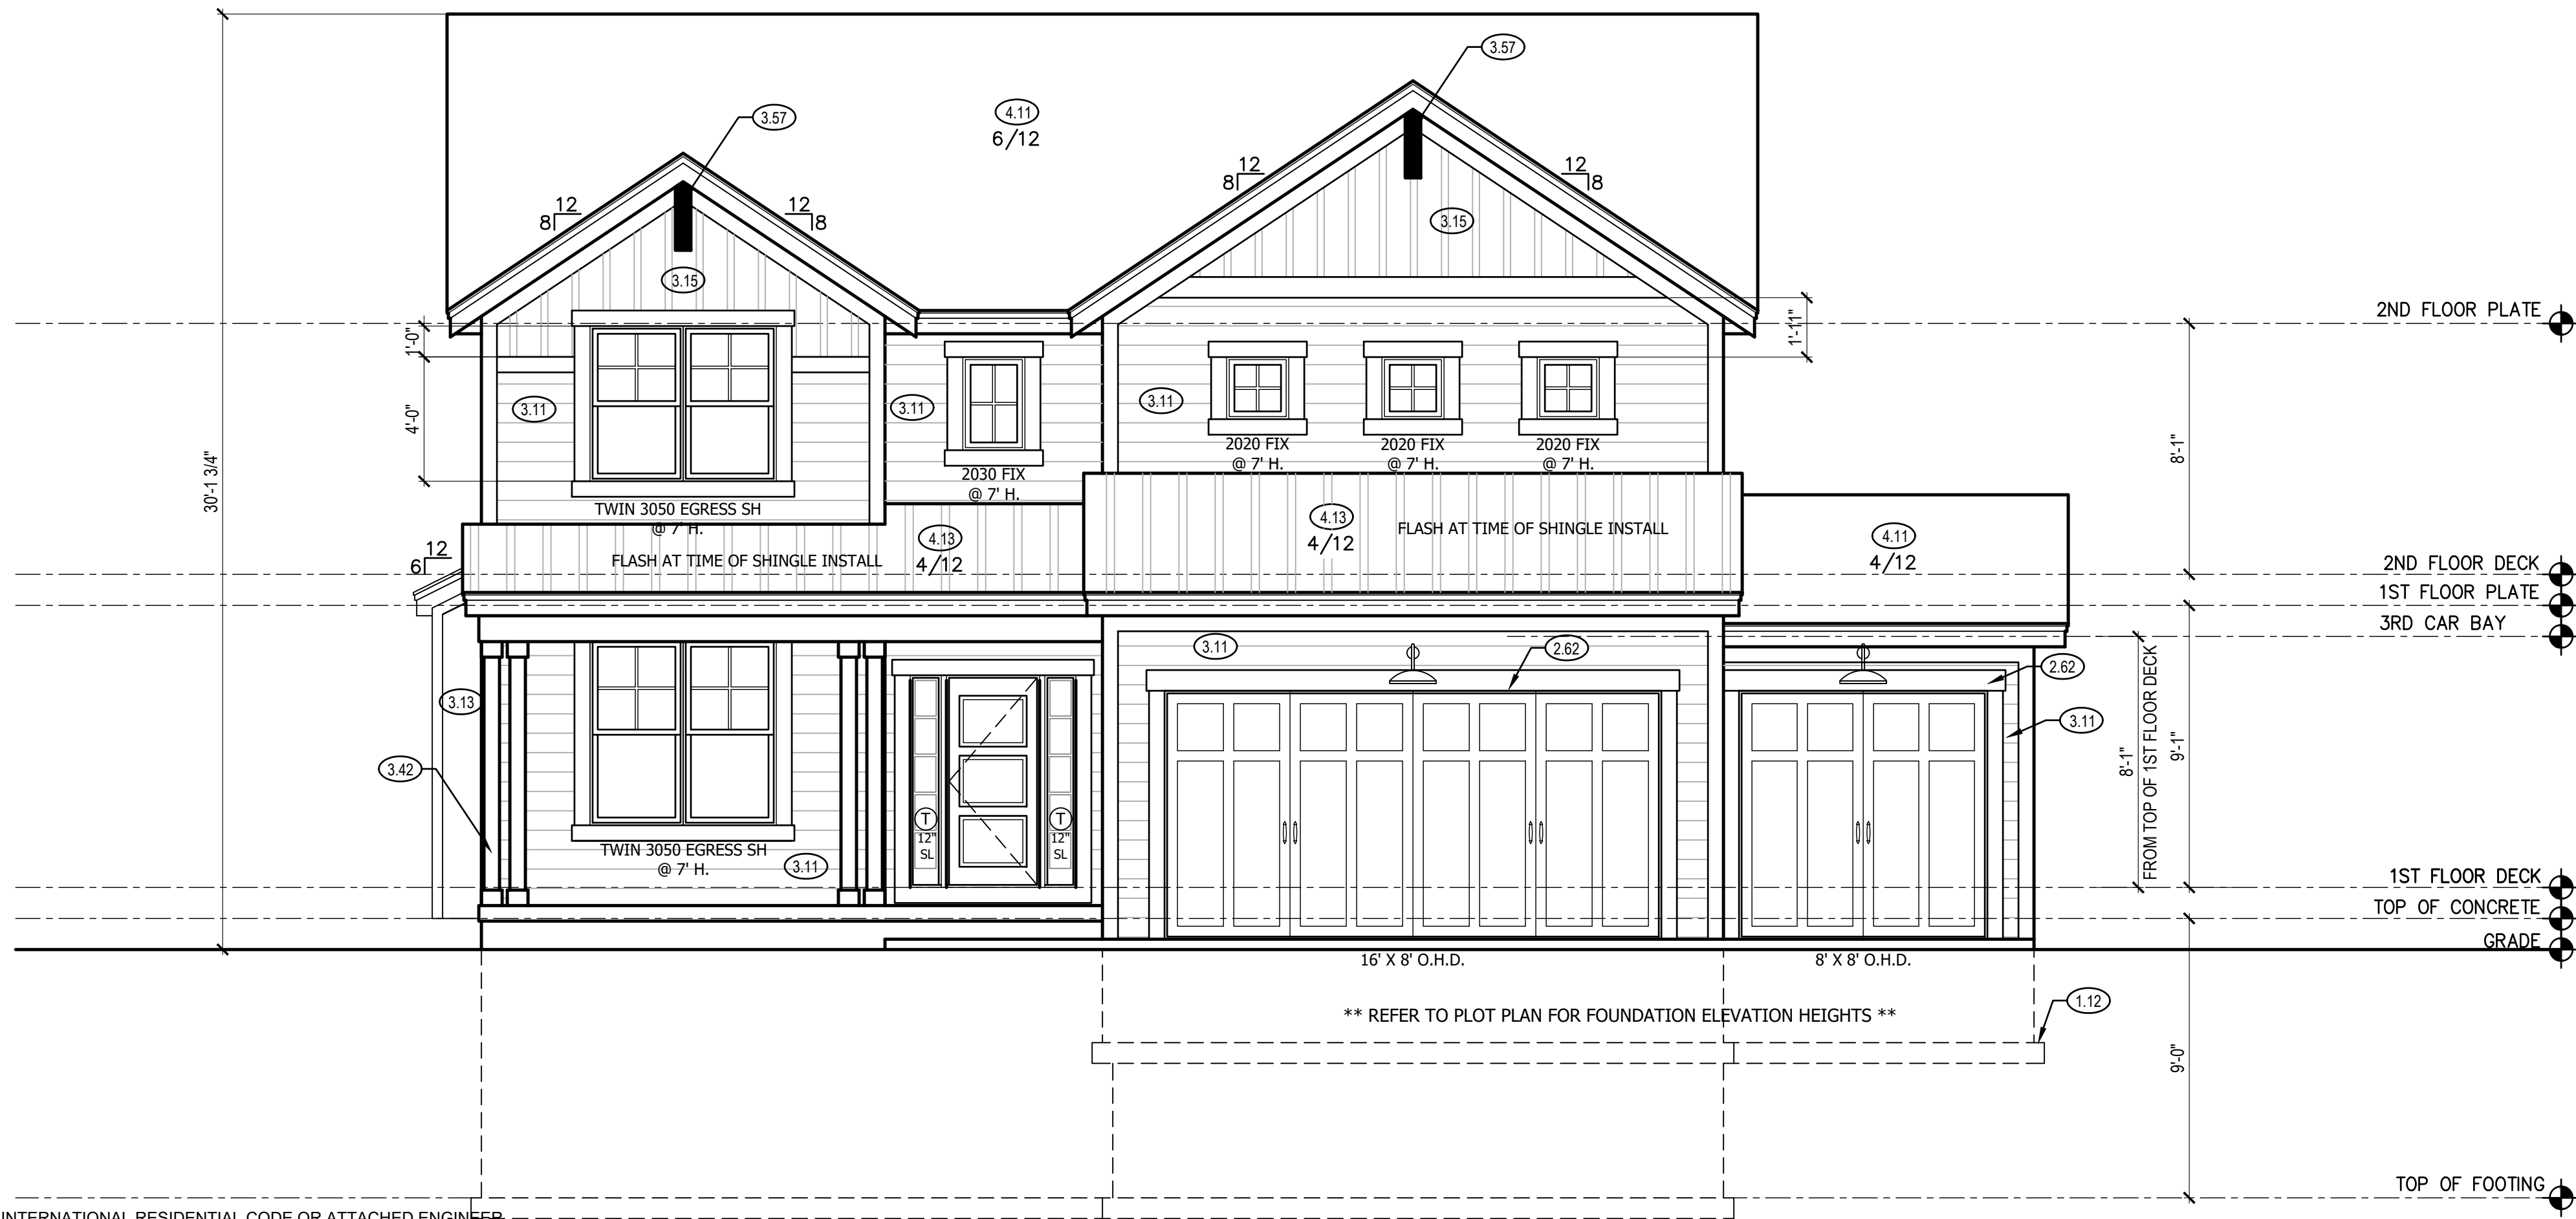 3.57
3.57
4.11
6/12
12
8
12
8
12
8
12
8
3.15
3.15
2ND FLOOR PLATE
1'-0"
1'-11"
3.11
3.11
3.11
4'-0"
30'-1 3/4"
8'-1"
2020 FIX
@ 7' H.
2020 FIX
@ 7' H.
2020 FIX
@ 7' H.
2030 FIX
@ 7' H.
TWIN 3050 EGRESS SH
@ 7' H.
4.13
4/12
FLASH AT TIME OF SHINGLE INSTALL
4.13
4/12
FLASH AT TIME OF SHINGLE INSTALL
4.11
4/12
12
6
2ND FLOOR DECK
1ST FLOOR PLATE
3RD CAR BAY
3.11
2.62
2.62
3.13
3.11
3.42
8'-1"
FROM TOP OF 1ST FLOOR DECK
9'-1"
T
12"
SL
T
12"
SL
TWIN 3050 EGRESS SH
@ 7' H.
3.11
1ST FLOOR DECK
TOP OF CONCRETE
GRADE
16' X 8' O.H.D.
8' X 8' O.H.D.
1.12
** REFER TO PLOT PLAN FOR FOUNDATION ELEVATION HEIGHTS **
9'-0"
TOP OF FOOTING
INTERNATIONAL RESIDENTIAL CODE OR ATTACHED ENGINEER